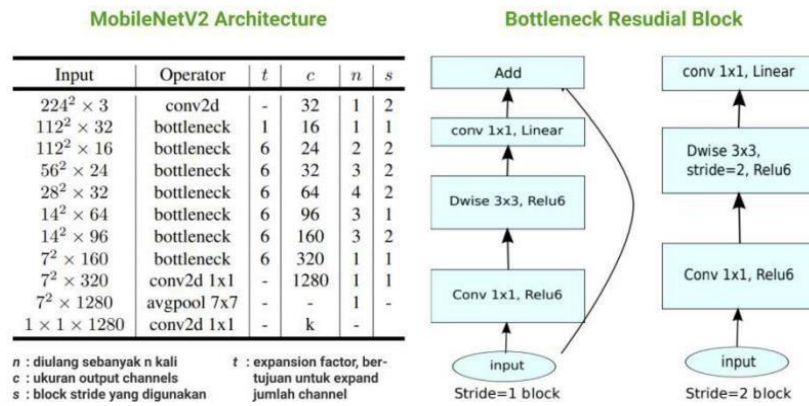 MobileNetV2 Architecture
Input Operator t c n s
224² × 3 conv2d - 32 1 2
112² × 32 bottleneck 1 16 1 1
112² × 16 bottleneck 6 24 2 2
56² × 24 bottleneck 6 32 3 2
28² × 32 bottleneck 6 64 4 2
14² × 64 bottleneck 6 96 3 1
14² × 96 bottleneck 6 160 3 2
7² × 160 bottleneck 6 320 1 1
7² × 320 conv2d 1x1 - 1280 1 1
7² × 1280 avgpool 7x7 - - 1 -
1 × 1 × 1280 conv2d 1x1 - k -
n : diulang sebanyak n kali
c : ukuran output channels
s : block stride yang digunakan
t : expansion factor, ber-
tujuan untuk expand
jumlah channel
Bottleneck Resudial Block
Add
conv 1x1, Linear
Dwise 3x3, Relu6
Conv 1x1, Relu6
input
Stride=1 block
conv 1x1, Linear
Dwise 3x3,
stride=2, Relu6
Conv 1x1, Relu6
input
Stride=2 block